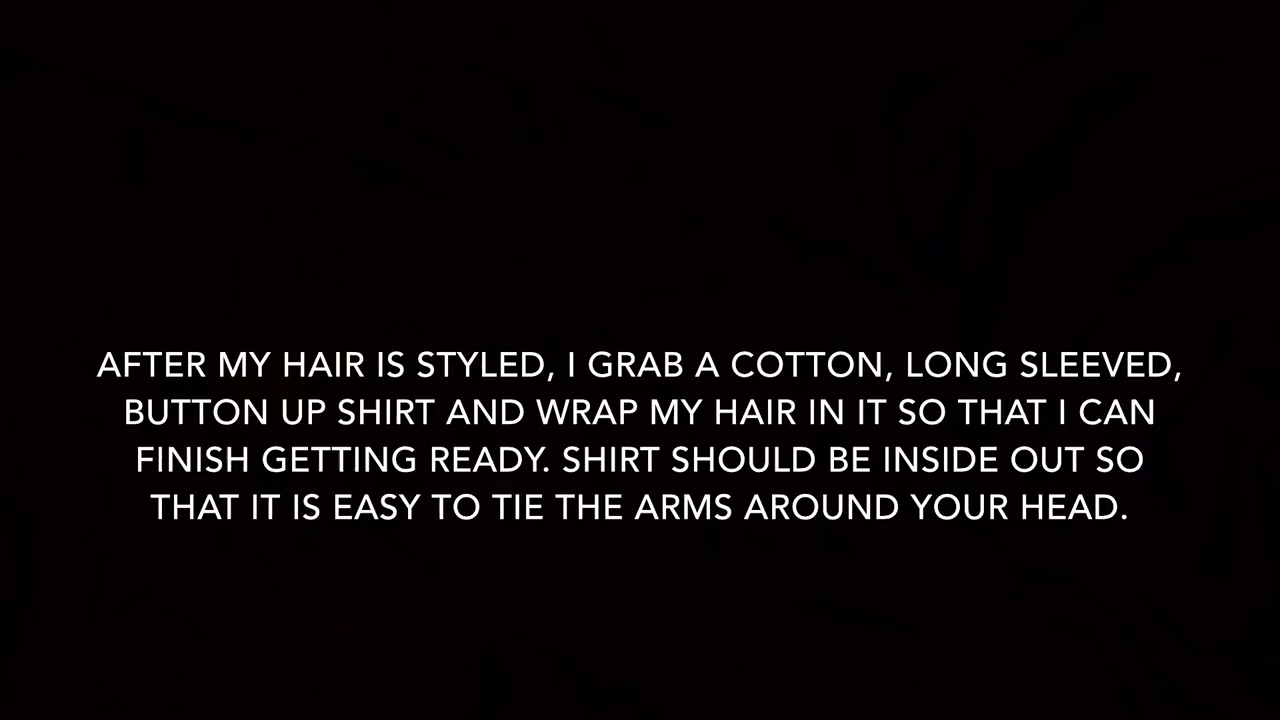 AFTER MY HAIR IS STYLED, I GRAB A COTTON, LONG SLEEVED,
BUTTON UP SHIRT AND WRAP MY HAIR IN IT SO THAT I CAN
FINISH GETTING READY. SHIRT SHOULD BE INSIDE OUT SO
THAT IT IS EASY TO TIE THE ARMS AROUND YOUR HEAD.